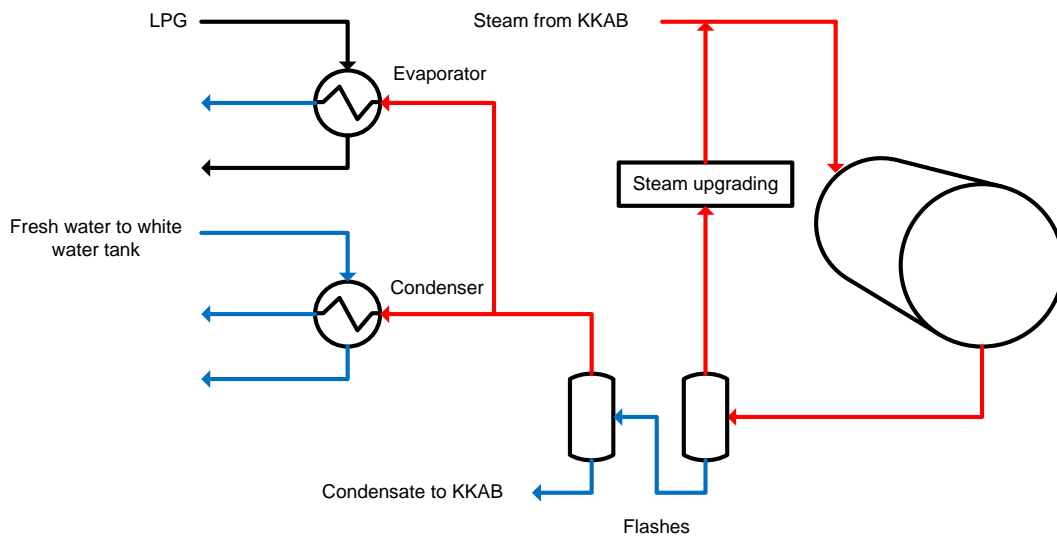 LPG
Steam from KKAB
Evaporator
Steam upgrading
Fresh water to white
water tank
Condenser
Condensate to KKAB
Flashes